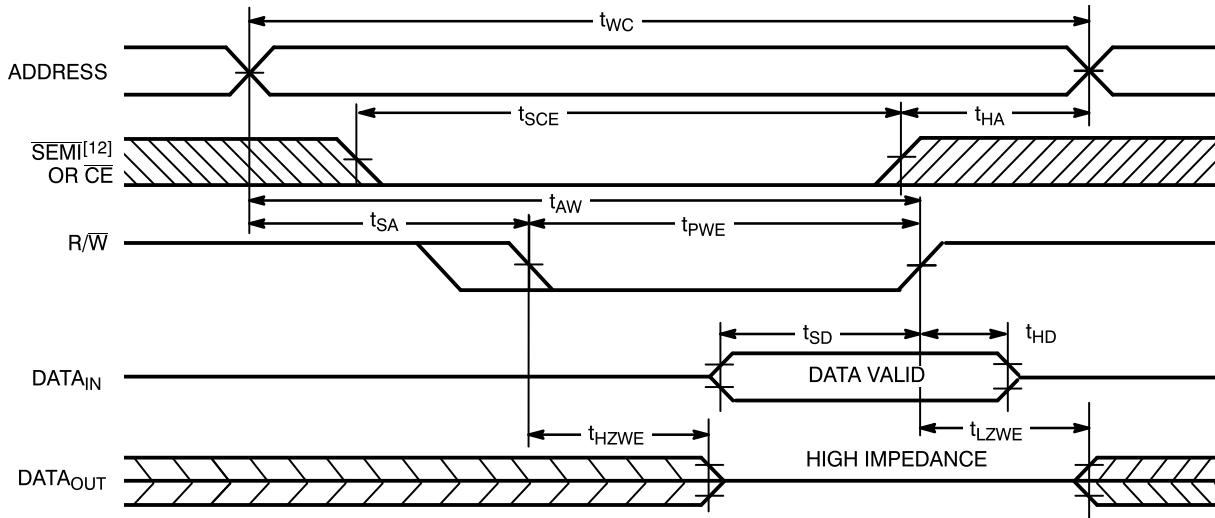 tWC
ADDRESS
tSCE
tHA
SEMI[12]
OR CE
tAW
tSA
tPWE
R/W
tSD
tHD
DATAIN
DATA VALID
tHZWE
tLZWE
HIGH IMPEDANCE
DATAOUT